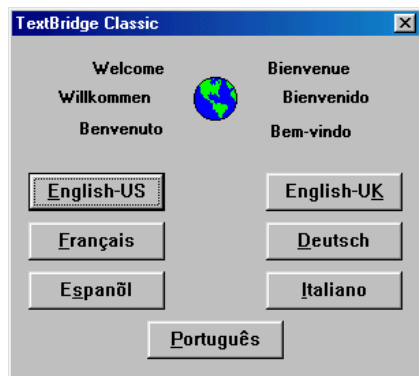 TextBridge Classic
Welcome Bienvenue
Willkommen Bienvenido
Benvenuto Bem-vindo
English-US English-UK
Français Deutsch
Espanõl Italiano
Português